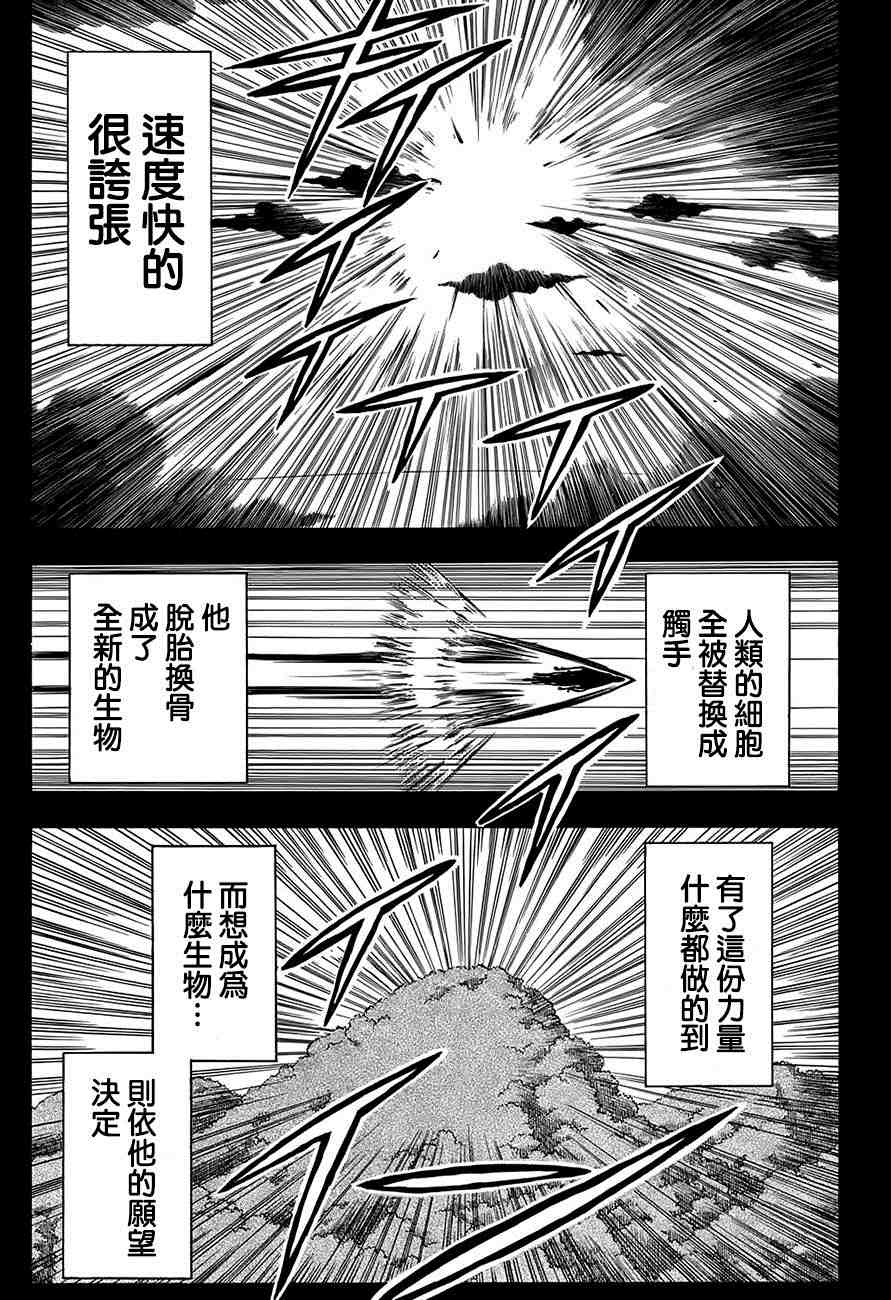 速度快的
很誇張
人類的細胞
全被替換成
觸手
他
脫胎換骨
成了
全新的生物
有了這份力量
什麼都做的到
而想成爲
什麼生物…
則依他的願望
決定